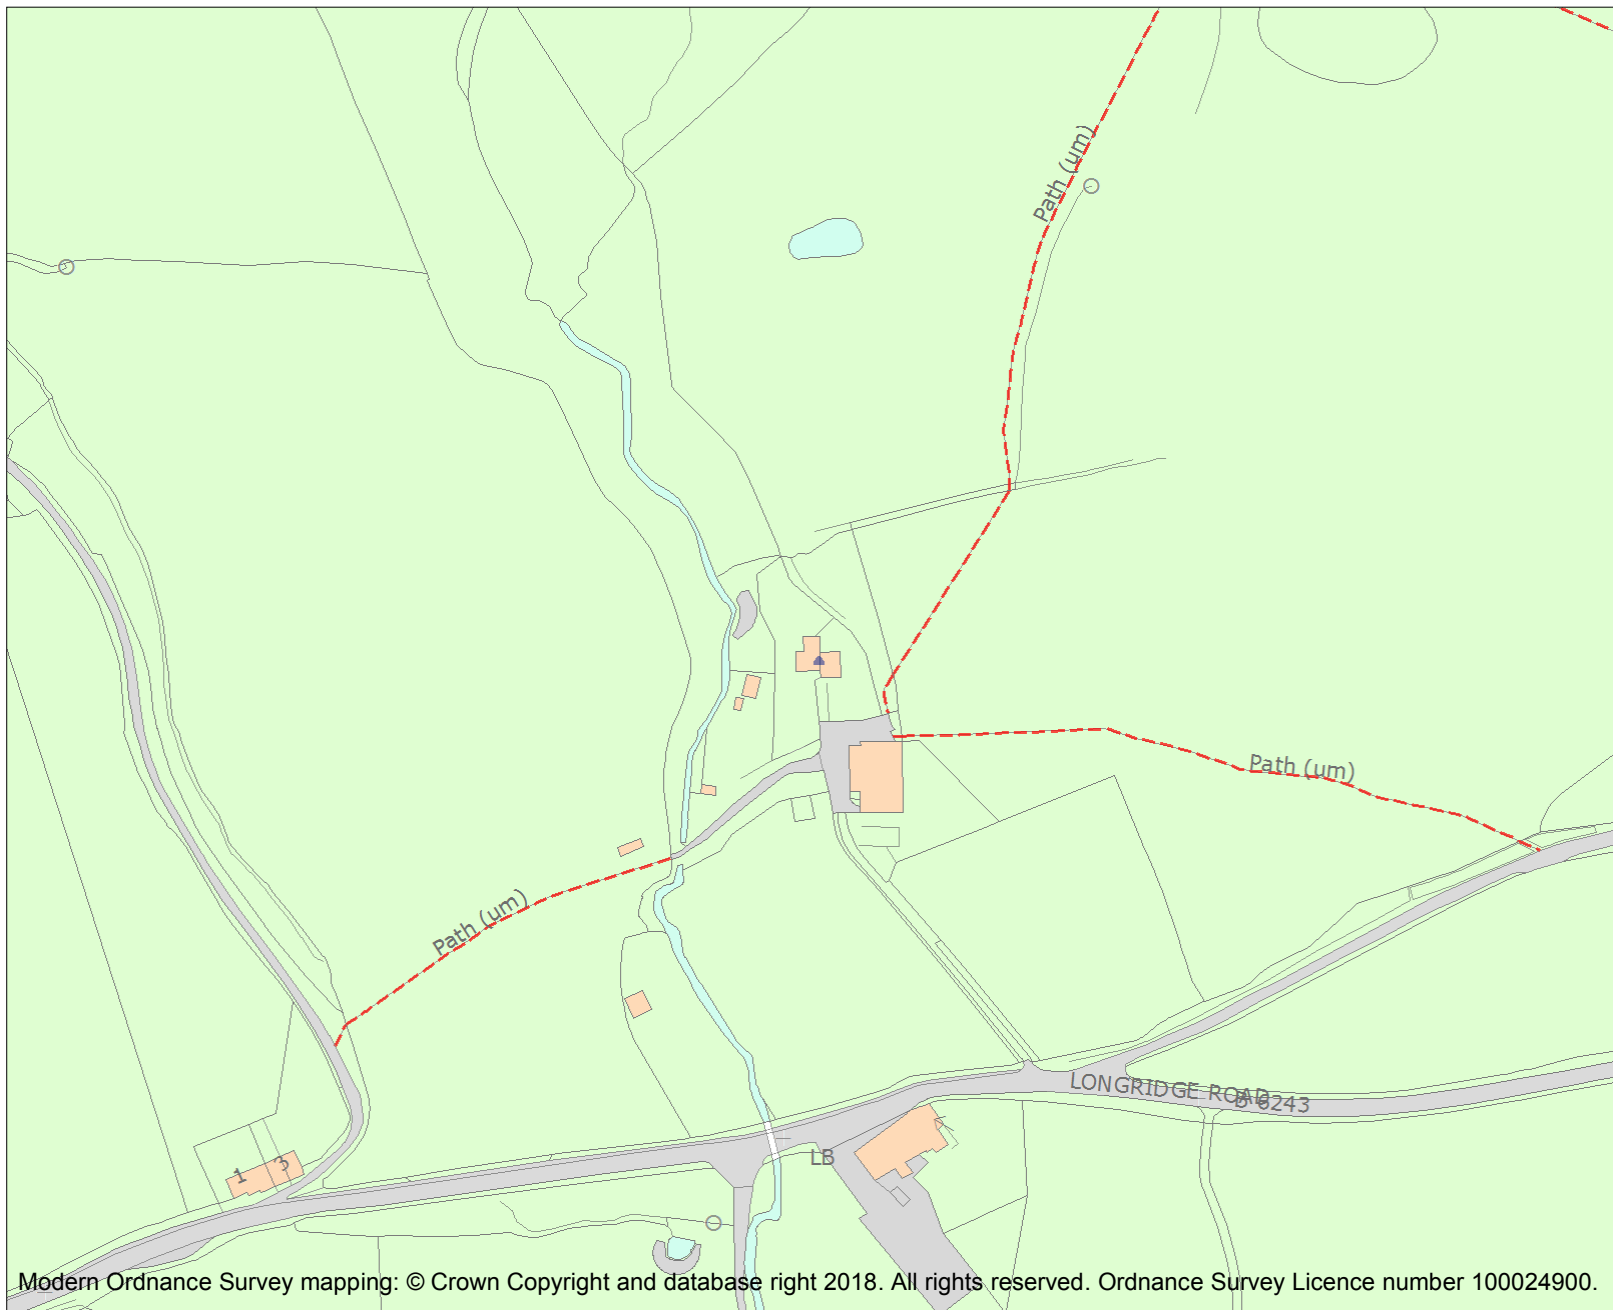 Path (um)
Path (um)
Path (um)
LONGRIDGE ROAD
B 6243
LB
1
3
Modern Ordnance Survey mapping: © Crown Copyright and database right 2018. All rights reserved. Ordnance Survey Licence number 100024900.